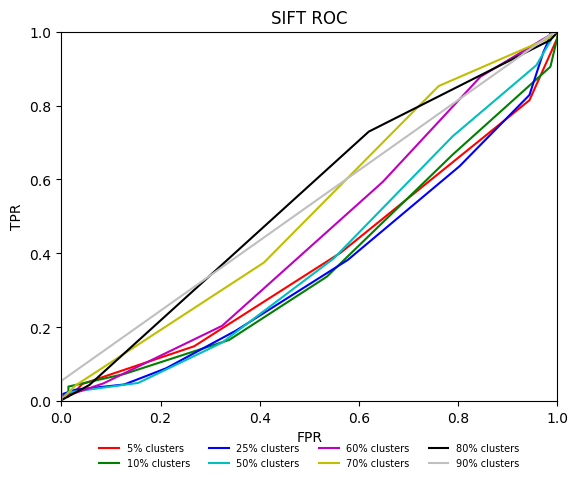 SIFT ROC
1.0
0.8
0.6
0.4
0.2
0.0
TPR
0.0 0.2 0.4 0.6 0.8 1.0
FPR
5% clusters 25% clusters 60% clusters 80% clusters
10% clusters 50% clusters 70% clusters 90% clusters